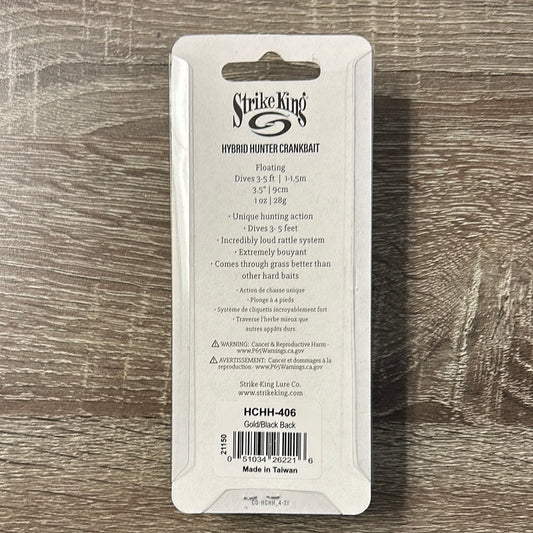 Strike King
HYBRID HUNTER CRANKBAIT
Floating
Dives 3-5 ft | 1-1,5m
3.5" | 9cm
1 oz | 28g
• Unique hunting action
• Dives 3- 5 feet
• Incredibly loud rattle system
• Extremely bouyant
• Comes through grass better than
other hard baits
• Action de chasse unique
• Plonge à 4 pieds
• Système de cliquetis incroyablement fort
• Traverse l'herbe mieux que
autres appâts durs
WARNING: Cancer & Reproductive Harm -
www.P65Warnings.ca.gov
AVERTISSEMENT: Cancer et dommages à la
reproduction - www.P65Warnings.ca.gov
Strike King Lure Co.
www.strikeking.com
HCHH-406
Gold/Black Back
21150
0 51034 26221 6
Made in Taiwan
CD-HCHH_4-21